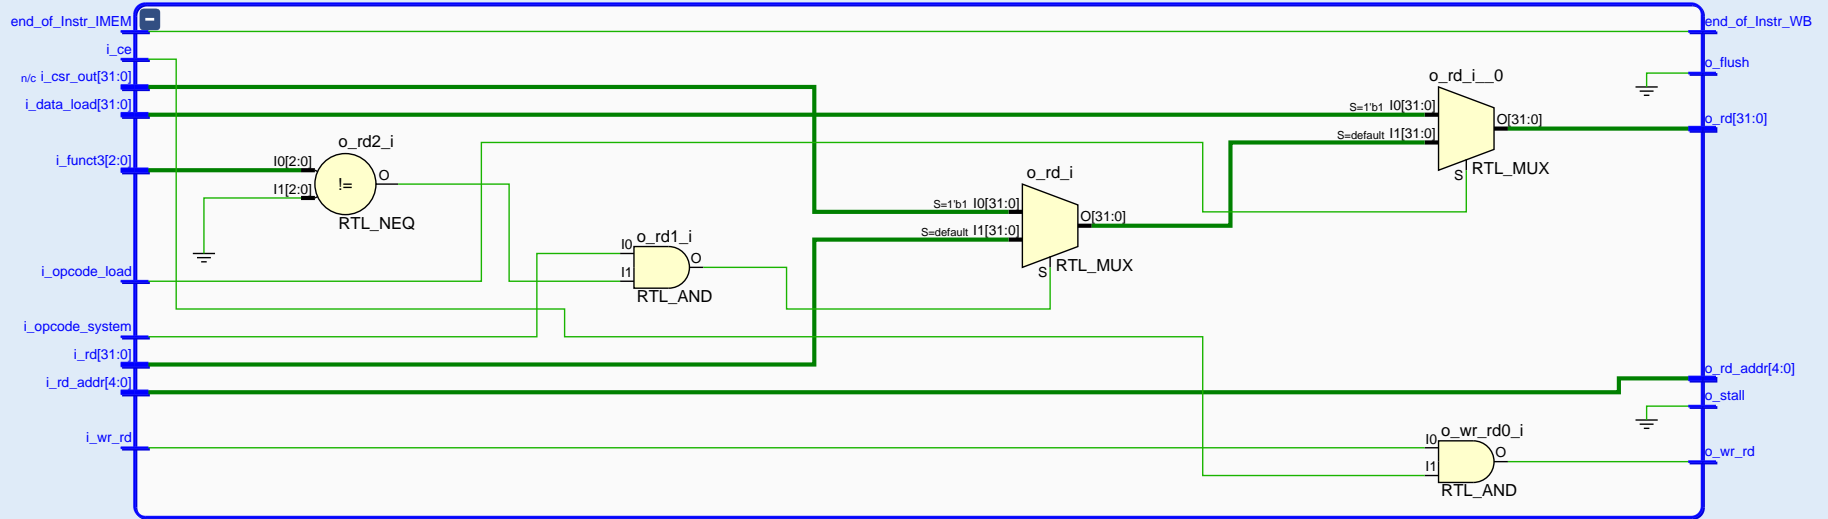 end_of_Instr_IMEM
−
end_of_Instr_WB
i_ce
o_flush
n/c i_csr_out[31:0]
o_rd_i__0
i_data_load[31:0]
S=1'b1 I0[31:0]
O[31:0]
o_rd[31:0]
S=default I1[31:0]
S
RTL_MUX
o_rd2_i
i_funct3[2:0]
I0[2:0]
I1[2:0]
!=
O
RTL_NEQ
o_rd_i
S=1'b1 I0[31:0]
S=default I1[31:0]
O[31:0]
S
RTL_MUX
o_rd1_i
I0
I1
O
RTL_AND
i_opcode_load
i_opcode_system
i_rd[31:0]
i_rd_addr[4:0]
o_rd_addr[4:0]
o_stall
i_wr_rd
o_wr_rd0_i
I0
I1
O
RTL_AND
o_wr_rd